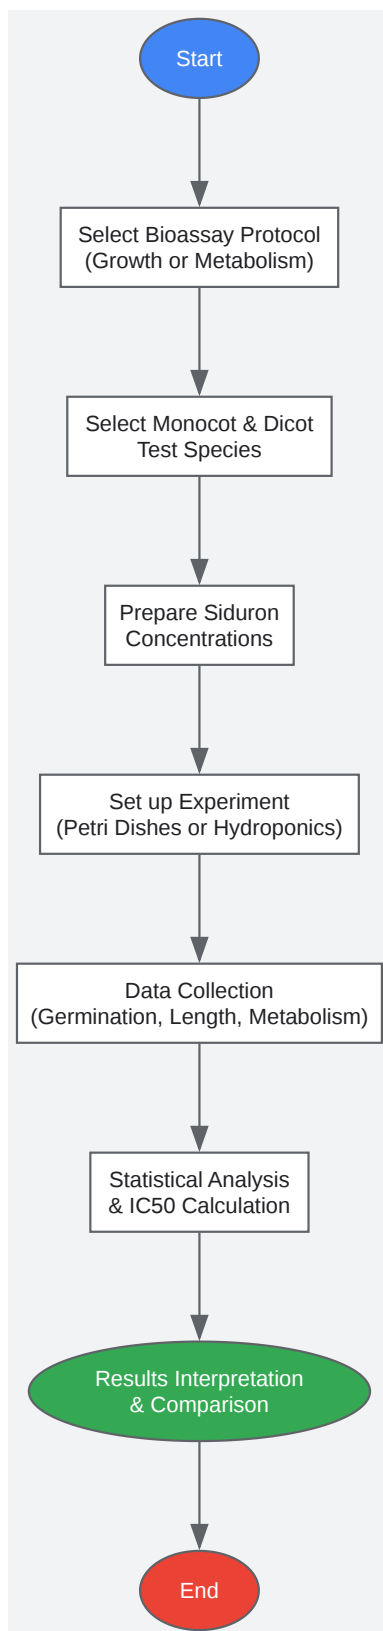 Start
Select Bioassay Protocol
(Growth or Metabolism)
Select Monocot & Dicot
Test Species
Prepare Siduron
Concentrations
Set up Experiment
(Petri Dishes or Hydroponics)
Data Collection
(Germination, Length, Metabolism)
Statistical Analysis
& IC50 Calculation
Results Interpretation
& Comparison
End